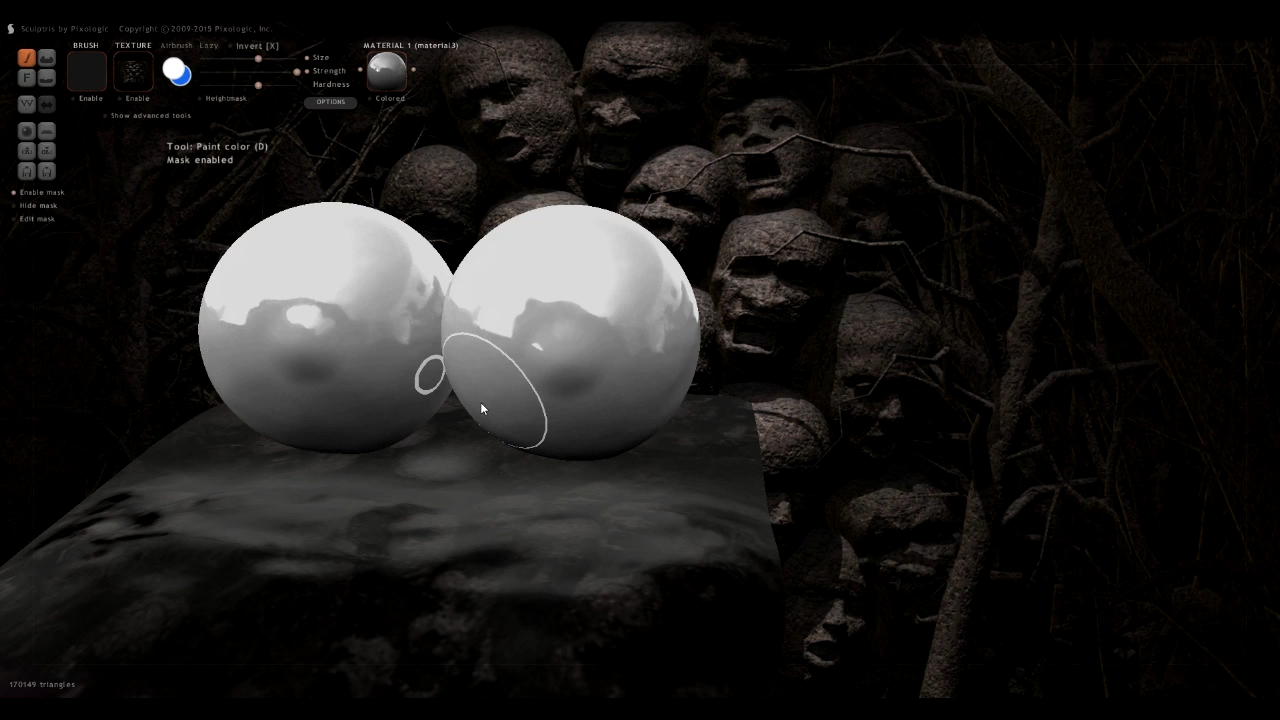 Sculptris by Pixologic Copyright © 2009-2015 Pixologic, Inc.
BRUSH TEXTURE Airbrush Lazy Invert [X] MATERIAL 1 (material3)
Size
Strength
Hardness
Enable Enable Heightmask OPTIONS Colored
Show advanced tools
Tool: Paint color (D)
Mask enabled
Enable mask
Hide mask
Edit mask
170149 triangles